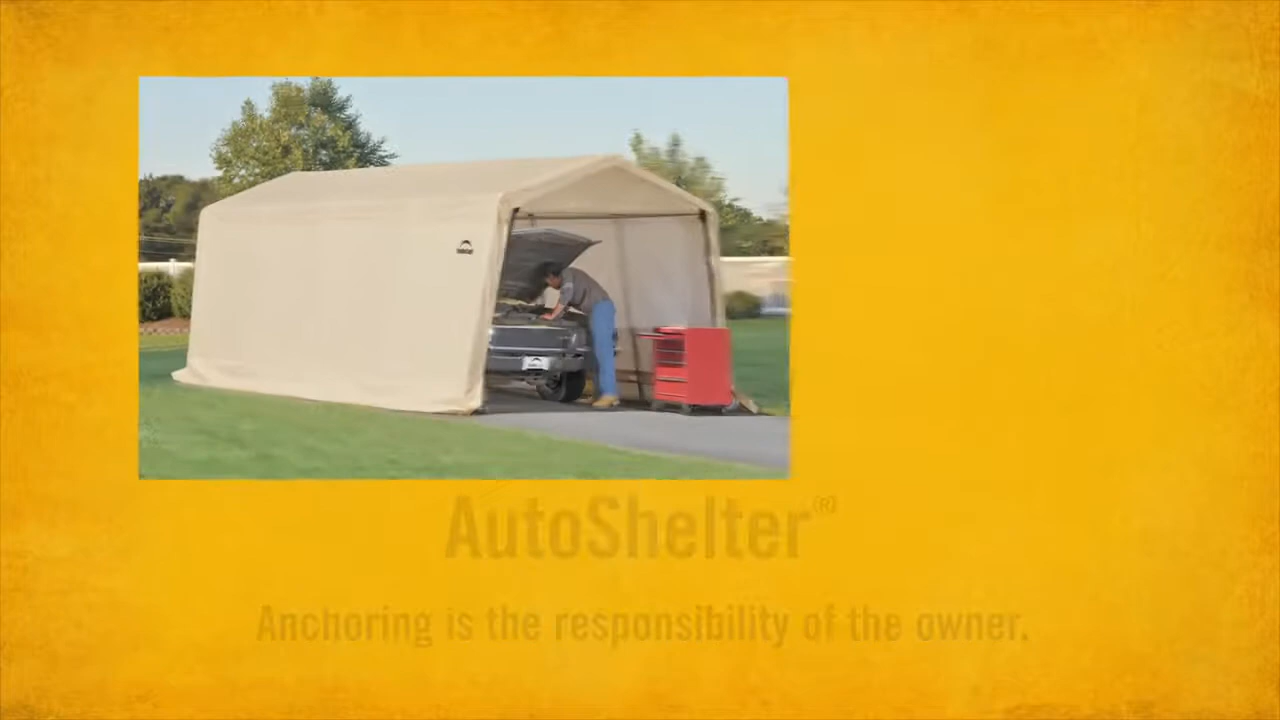 AutoShelter®
Anchoring is the responsibility of the owner.